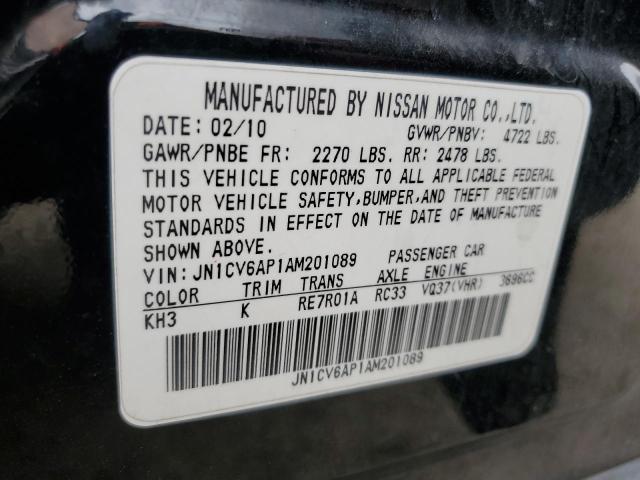 MANUFACTURED BY NISSAN MOTOR CO.,LTD.
DATE: 02/10 GVWR/PNBV: 4722 LBS.
GAWR/PNBE FR: 2270 LBS. RR: 2478 LBS.
THIS VEHICLE CONFORMS TO ALL APPLICABLE FEDERAL
MOTOR VEHICLE SAFETY,BUMPER,AND THEFT PREVENTION
STANDARDS IN EFFECT ON THE DATE OF MANUFACTURE
SHOWN ABOVE.
VIN: JN1CV6AP1AM201089 PASSENGER CAR
COLOR TRIM TRANS AXLE ENGINE
KH3 K RE7R01A RC33 VQ37(VHR) 3696CC
JN1CV6AP1AM201089